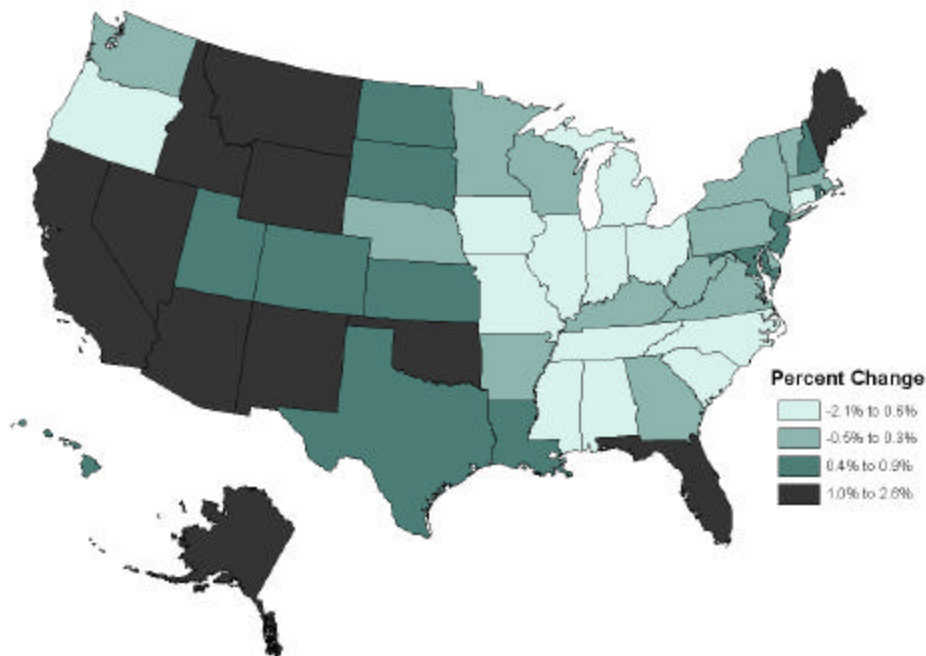 Percent Change
-2.1% to 0.6%
-0.5% to 0.3%
0.4% to 0.9%
1.0% to 2.6%